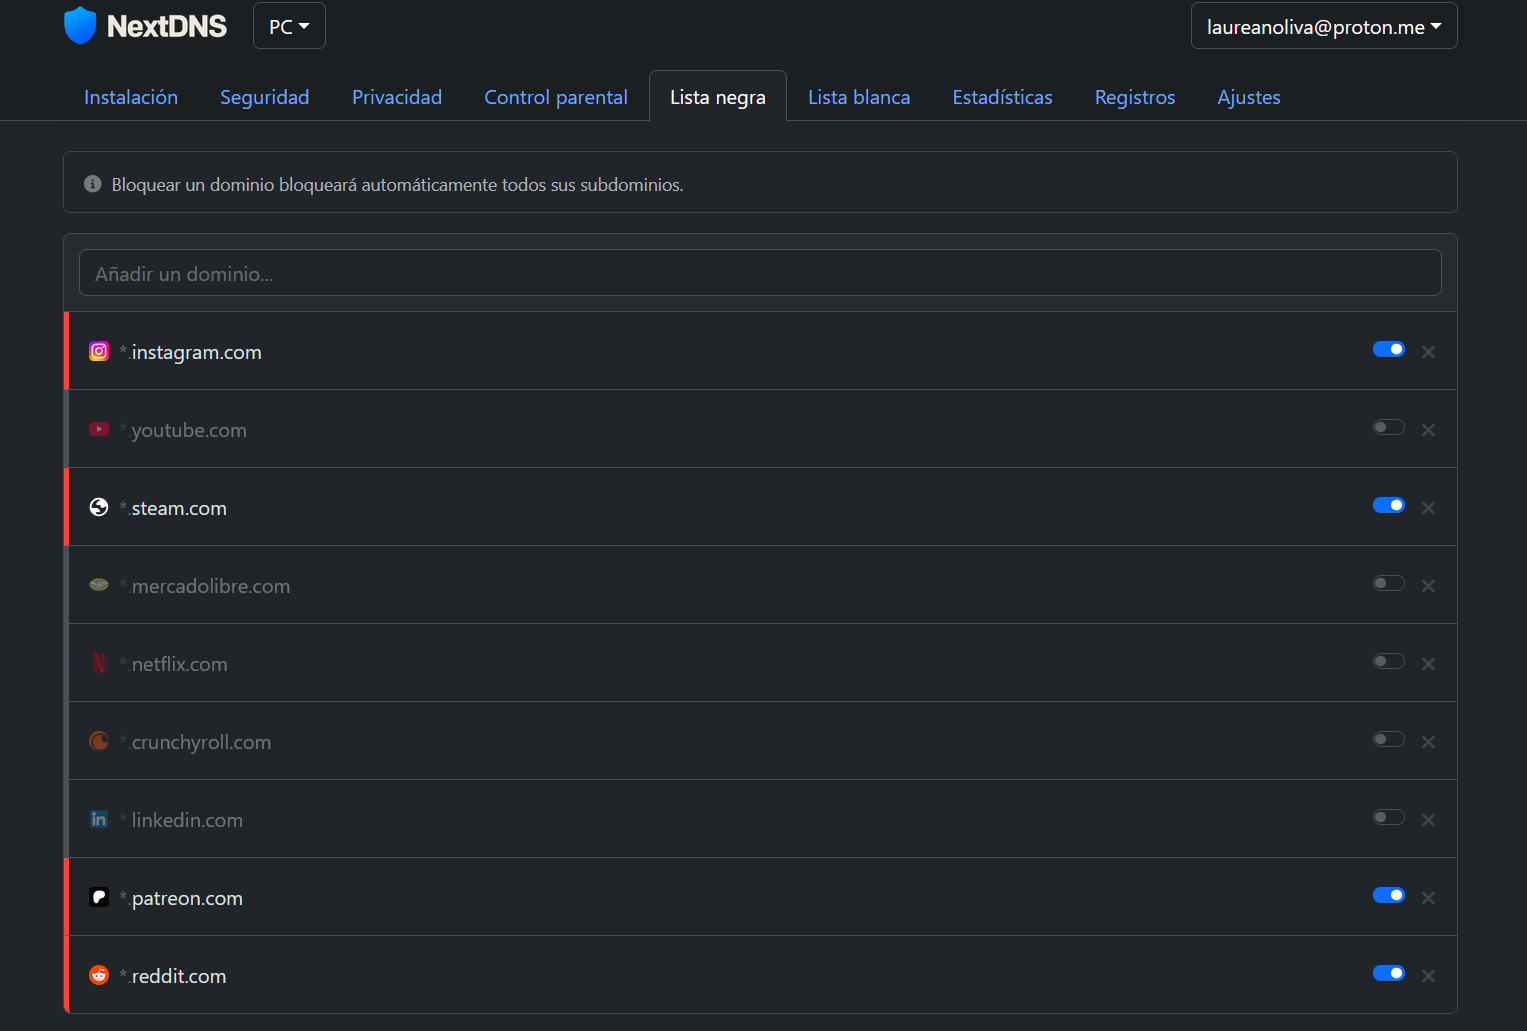 NextDNS PC laureanoliva@proton.me
Instalación Seguridad Privacidad Control parental Lista negra Lista blanca Estadísticas Registros Ajustes
Bloquear un dominio bloqueará automáticamente todos sus subdominios.
Añadir un dominio...
*.instagram.com
*.youtube.com
*.steam.com
*.mercadolibre.com
*.netflix.com
*.crunchyroll.com
*.linkedin.com
*.patreon.com
*.reddit.com